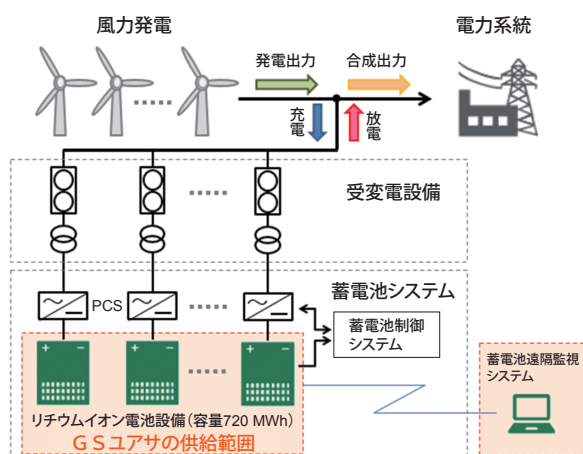 風力発電
電力系統
発電出力
合成出力
充電
放電
受変電設備
PCS
蓄電池システム
蓄電池制御
システム
リチウムイオン電池設備(容量720 MWh)
GSユアサの供給範囲
蓄電池遠隔監視
システム